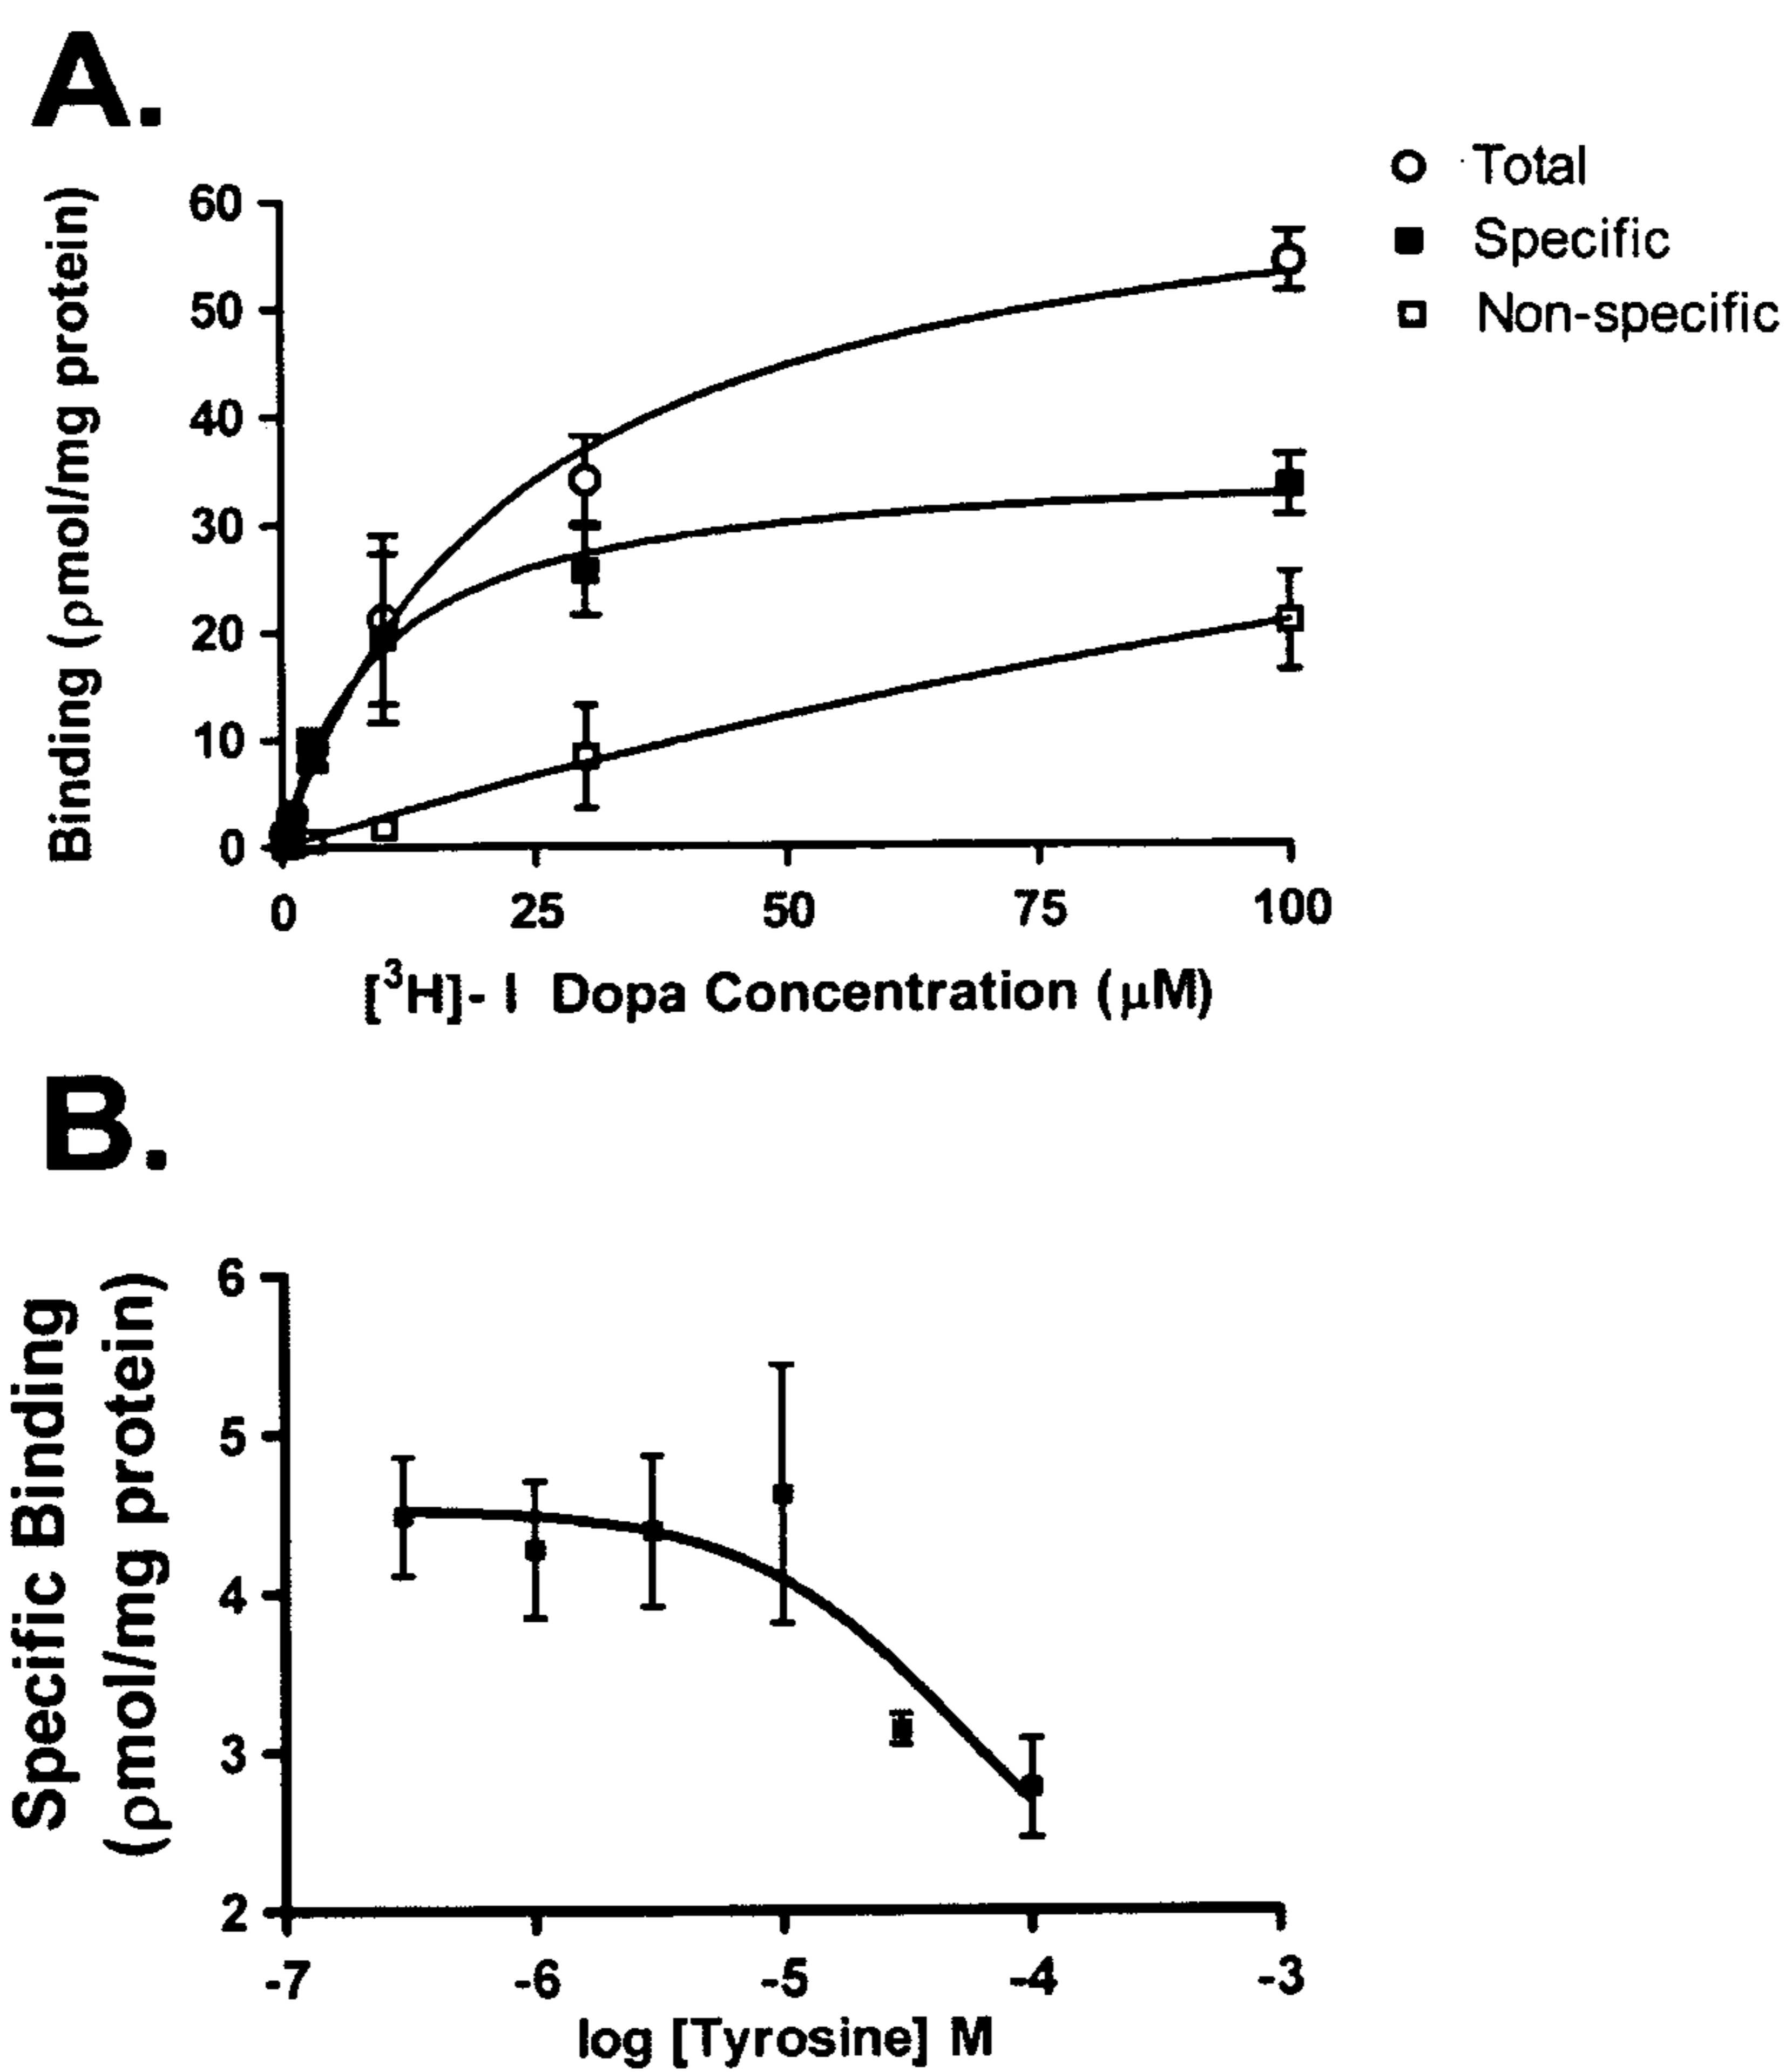 A.
Total
Specific
Non-specific
Binding (ρmol/mg protein)
60
50
40
30
20
10
0
0 25 50 75 100
[³H]- l Dopa Concentration (μM)
B.
Specific Binding
(ρmol/mg protein)
6
5
4
3
2
-7 -6 -5 -4 -3
log [Tyrosine] M